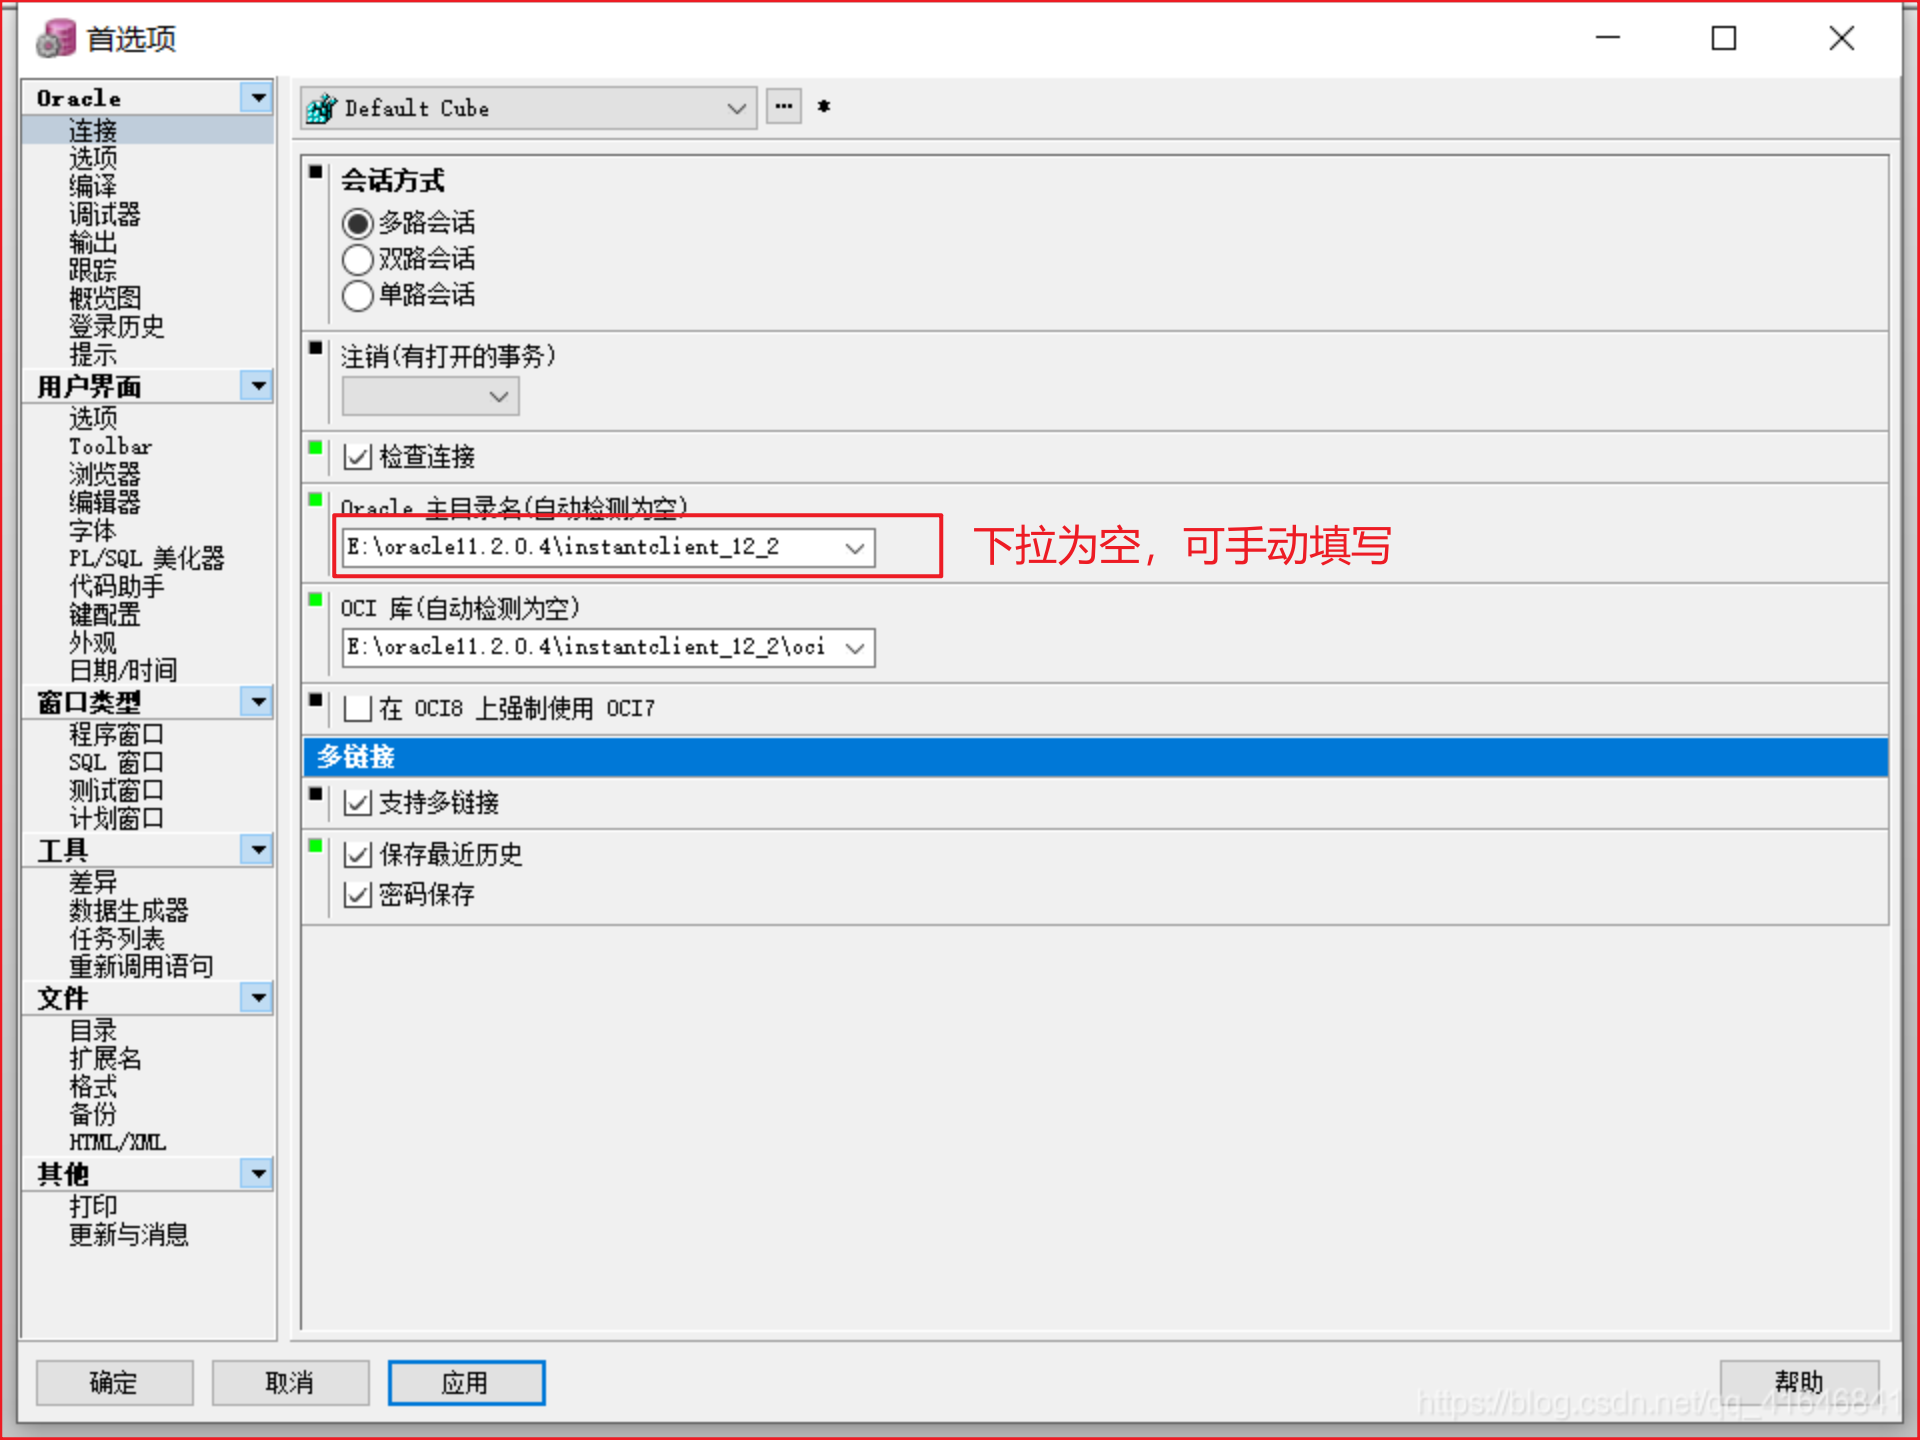 首选项
Oracle
连接
选项
编译
调试器
输出
跟踪
概览图
登录历史
提示
用户界面
选项
Toolbar
浏览器
编辑器
字体
PL/SQL 美化器
代码助手
键配置
外观
日期/时间
窗口类型
程序窗口
SQL 窗口
测试窗口
计划窗口
工具
差异
数据生成器
任务列表
重新调用语句
文件
目录
扩展名
格式
备份
HTML/XML
其他
打印
更新与消息
Default Cube
... *
会话方式
多路会话
双路会话
单路会话
注销(有打开的事务)
检查连接
Oracle 主目录名(自动检测为空)
E:\oracle11.2.0.4\instantclient_12_2
下拉为空，可手动填写
OCI 库(自动检测为空)
E:\oracle11.2.0.4\instantclient_12_2\oci
在 OCI8 上强制使用 OCI7
多链接
支持多链接
保存最近历史
密码保存
确定
取消
应用
帮助
https://blog.csdn.net/qq_41646841